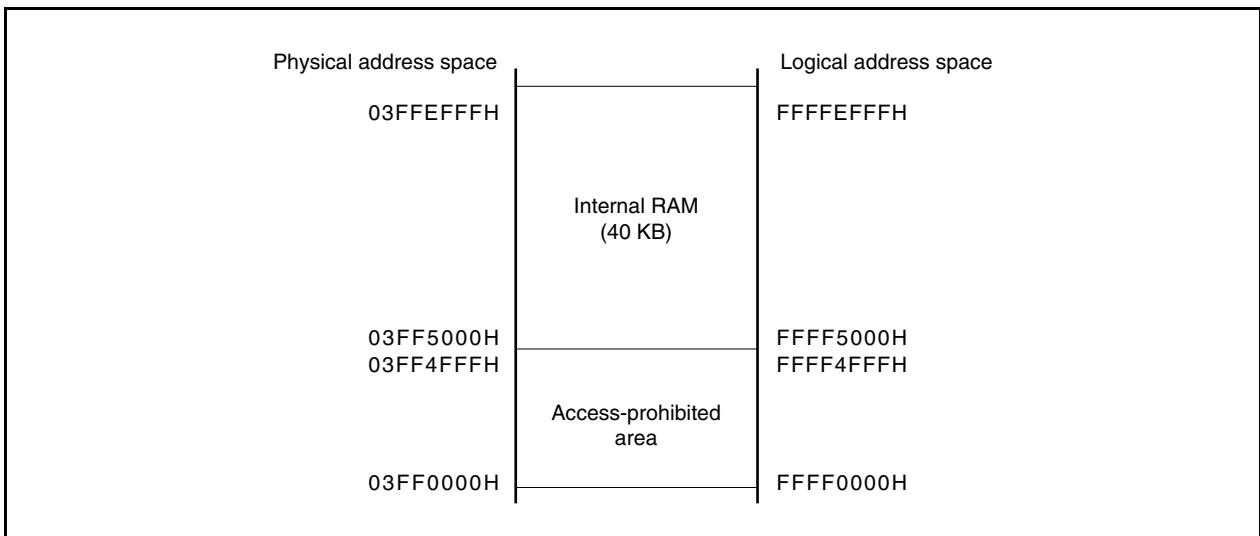 Physical address space
Logical address space
03FFEFFFH
FFFFEFFFH
Internal RAM
(40 KB)
03FF5000H
FFFF5000H
03FF4FFFH
FFFF4FFFH
Access-prohibited
area
03FF0000H
FFFF0000H